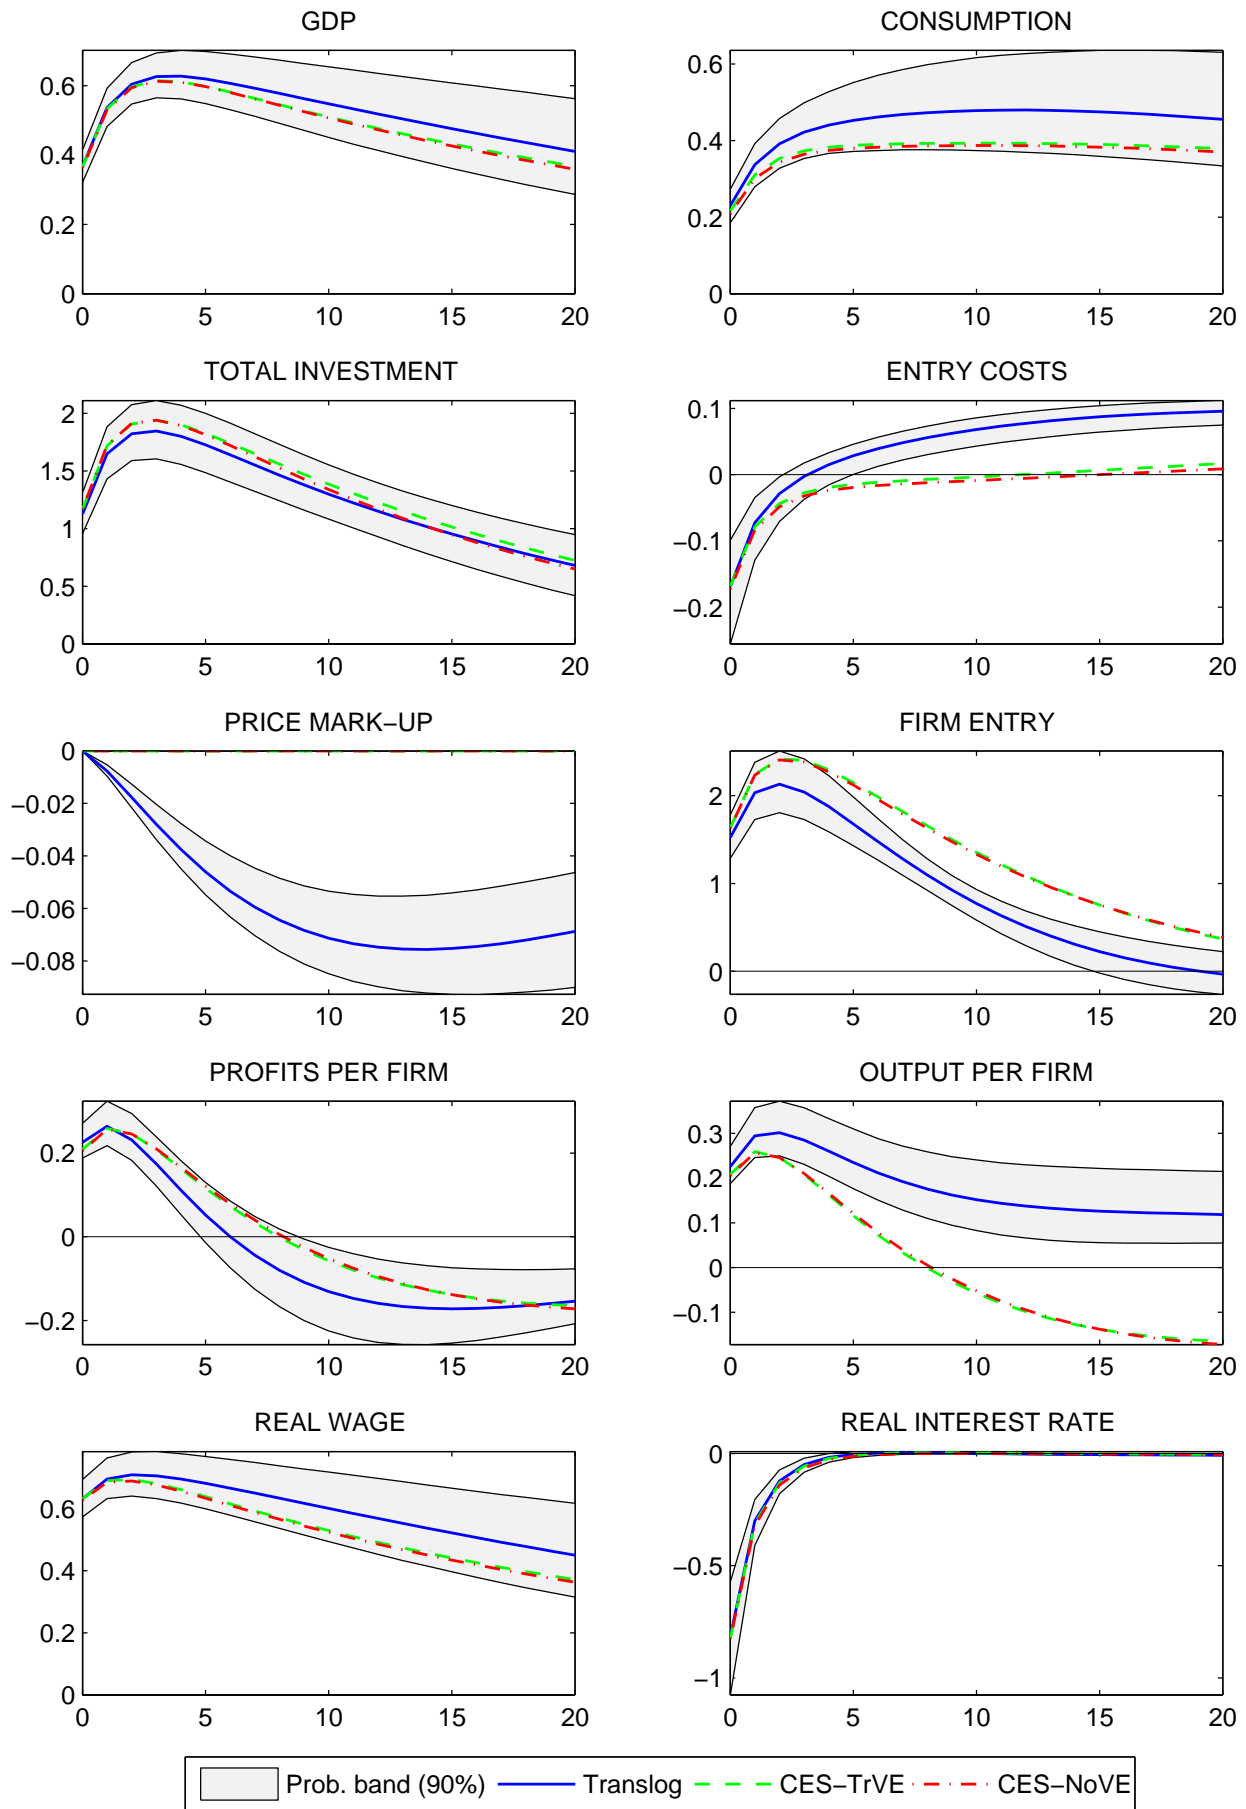 GDP
CONSUMPTION
0.6
0.4
0.2
0
0 5 10 15 20
0.6
0.4
0.2
0
0 5 10 15 20
TOTAL INVESTMENT
ENTRY COSTS
2
1.5
1
0.5
0
0 5 10 15 20
0.1
0
−0.1
−0.2
0 5 10 15 20
PRICE MARK−UP
FIRM ENTRY
0
−0.02
−0.04
−0.06
−0.08
0 5 10 15 20
2
1
0
0 5 10 15 20
PROFITS PER FIRM
OUTPUT PER FIRM
0.2
0
−0.2
0 5 10 15 20
0.3
0.2
0.1
0
−0.1
0 5 10 15 20
REAL WAGE
REAL INTEREST RATE
0.6
0.4
0.2
0
0 5 10 15 20
0
−0.5
−1
0 5 10 15 20
Prob. band (90%) Translog CES−TrVE CES−NoVE